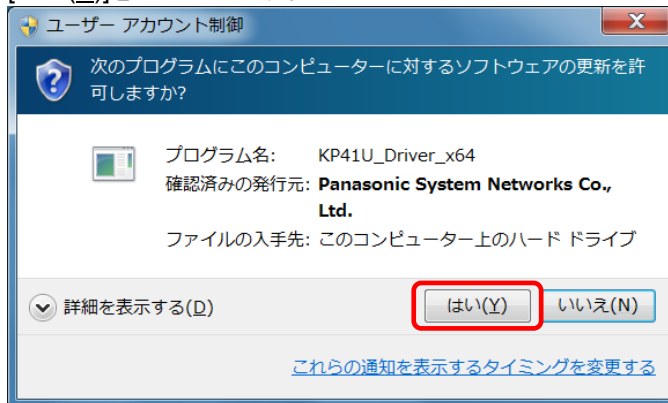 ユーザー アカウント制御
次のプログラムにこのコンピューターに対するソフトウェアの更新を許
可しますか?
プログラム名: KP41U_Driver_x64
確認済みの発行元: Panasonic System Networks Co.,
Ltd.
ファイルの入手先: このコンピューター上のハード ドライブ
詳細を表示する(D) はい(Y) いいえ(N)
これらの通知を表示するタイミングを変更する